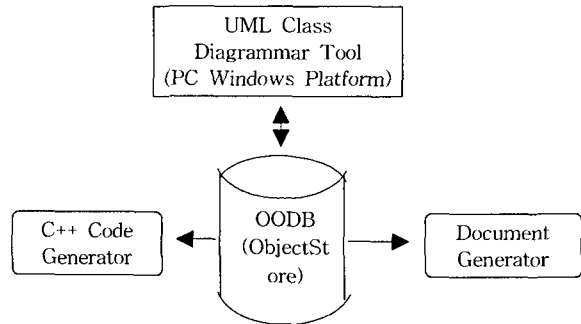 UML Class
Diagrammar Tool
(PC Windows Platform)
OODB
(ObjectSt
ore)
C++ Code
Generator
Document
Generator